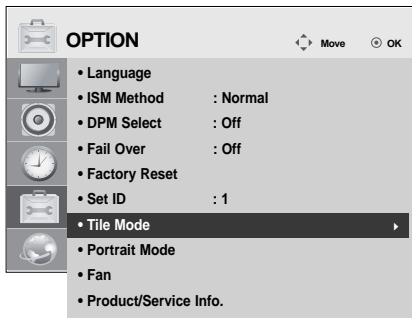 OPTION Move OK
• Language
• ISM Method : Normal
• DPM Select : Off
• Fail Over : Off
• Factory Reset
• Set ID : 1
• Tile Mode
• Portrait Mode
• Fan
• Product/Service Info.